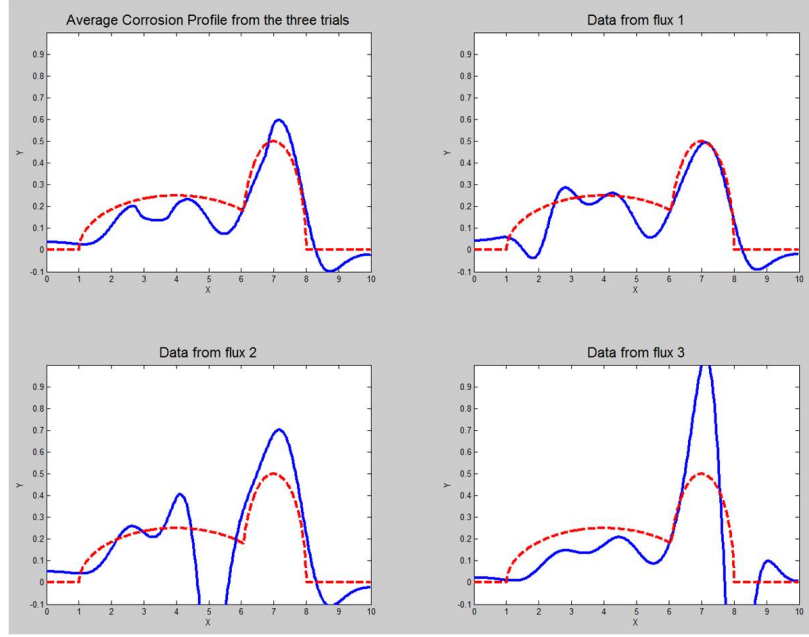 Average Corrosion Profile from the three trials
0.9
0.8
0.7
0.6
0.5
0.4
0.3
0.2
0.1
0
-0.1
Y
0 1 2 3 4 5 6 7 8 9 10
X
Data from flux 1
0.9
0.8
0.7
0.6
0.5
0.4
0.3
0.2
0.1
0
-0.1
Y
0 1 2 3 4 5 6 7 8 9 10
X
Data from flux 2
0.9
0.8
0.7
0.6
0.5
0.4
0.3
0.2
0.1
0
-0.1
Y
0 1 2 3 4 5 6 7 8 9 10
X
Data from flux 3
0.9
0.8
0.7
0.6
0.5
0.4
0.3
0.2
0.1
0
-0.1
Y
0 1 2 3 4 5 6 7 8 9 10
X